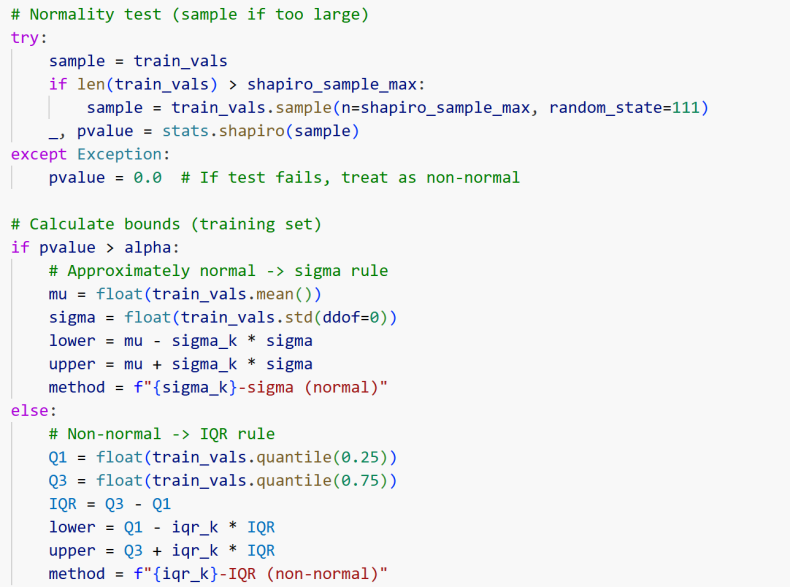 # Normality test (sample if too large)
try:
    sample = train_vals
    if len(train_vals) > shapiro_sample_max:
        sample = train_vals.sample(n=shapiro_sample_max, random_state=111)
    _, pvalue = stats.shapiro(sample)
except Exception:
    pvalue = 0.0  # If test fails, treat as non-normal

# Calculate bounds (training set)
if pvalue > alpha:
    # Approximately normal -> sigma rule
    mu = float(train_vals.mean())
    sigma = float(train_vals.std(ddof=0))
    lower = mu - sigma_k * sigma
    upper = mu + sigma_k * sigma
    method = f"{sigma_k}-sigma (normal)"
else:
    # Non-normal -> IQR rule
    Q1 = float(train_vals.quantile(0.25))
    Q3 = float(train_vals.quantile(0.75))
    IQR = Q3 - Q1
    lower = Q1 - iqr_k * IQR
    upper = Q3 + iqr_k * IQR
    method = f"{iqr_k}-IQR (non-normal)"